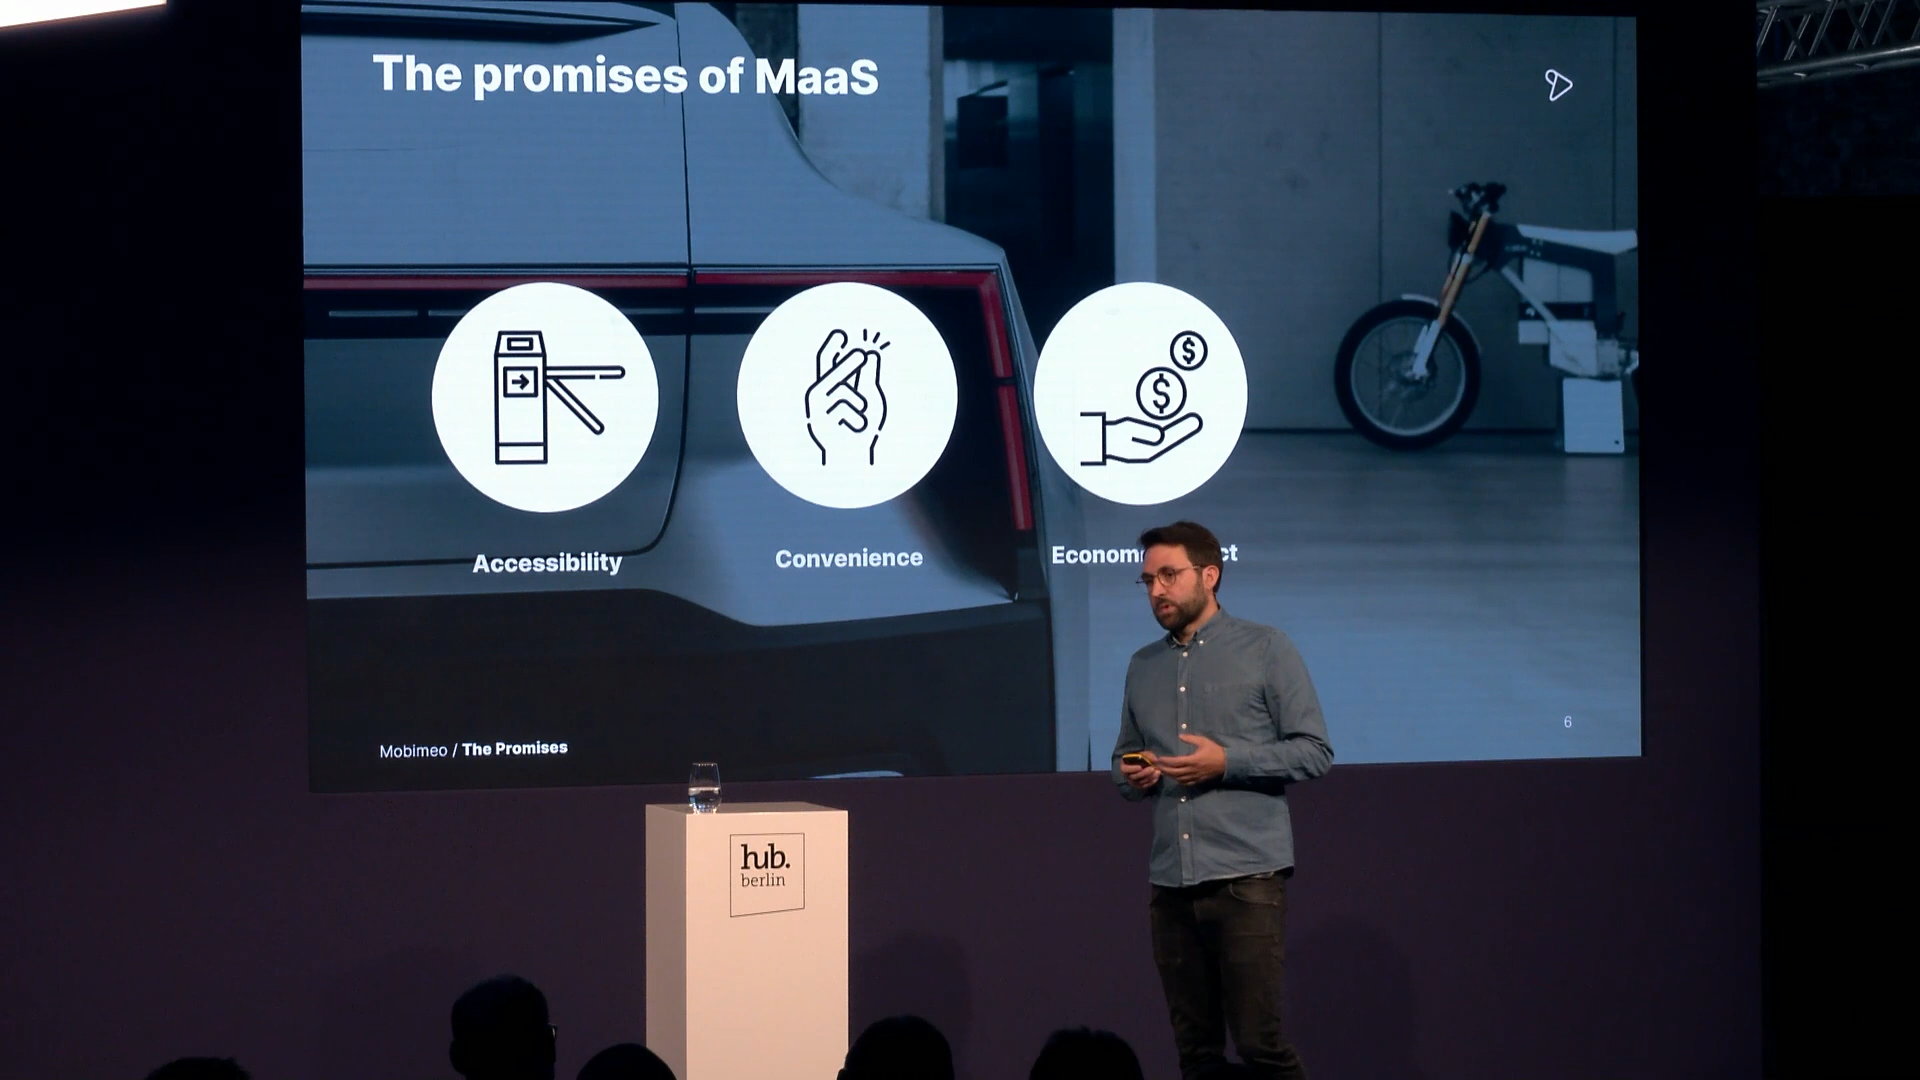 The promises of MaaS
$
$
Accessibility
Convenience
6
Mobimeo / The Promises
hub.
berlin